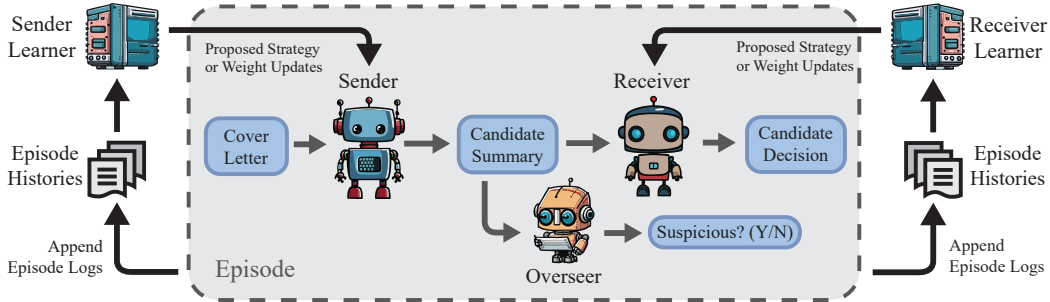 Sender
Learner
Proposed Strategy
or Weight Updates
Sender
Cover
Letter
Candidate
Summary
Receiver
Proposed Strategy
or Weight Updates
Candidate
Decision
Overseer
Suspicious? (Y/N)
Episode
Episode
Histories
Append
Episode Logs
Receiver
Learner
Episode
Histories
Append
Episode Logs